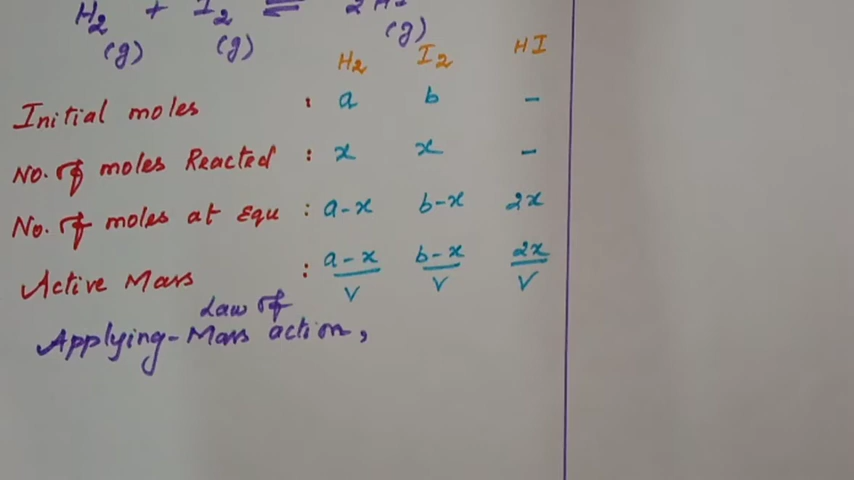 H₂ + I₂ ⇌ 2HI
(g) (g) (g)
H₂ I₂ HI
Initial moles : a b -
No. of moles Reacted : x x -
No. of moles at Equ : a-x b-x 2x
Active Mass : a-x/V b-x/V 2x/V
Law of
Applying-Mass action,